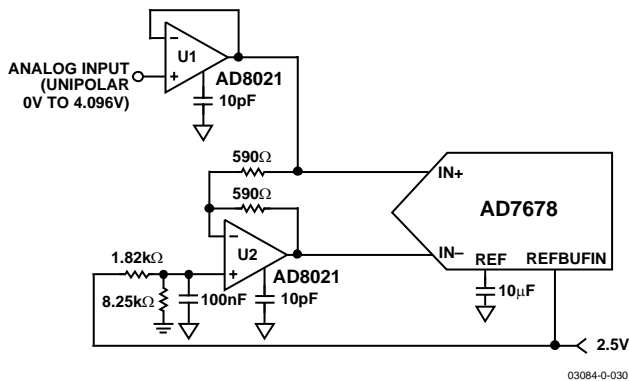 U1
ANALOG INPUT
(UNIPOLAR
0V TO 4.096V)
AD8021
10pF
590Ω
590Ω
IN+
AD7678
IN–
REF
REFBUFIN
U2
AD8021
1.82kΩ
8.25kΩ
100nF
10pF
10μF
2.5V
03084-0-030